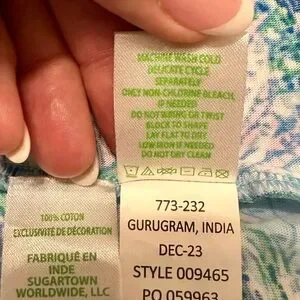 MACHINE WASH COLD
DELICATE CYCLE
SEPARATELY
ONLY NON-CHLORINE BLEACH,
IF NEEDED
DO NOT WRING OR TWIST
BLOCK TO SHAPE
LAY FLAT TO DRY
LOW IRON IF NEEDED
DO NOT DRY CLEAN
100% COTON
EXCLUSIVITÉ DE DÉCORATION
FABRIQUÉ EN
INDE
SUGARTOWN
WORLDWIDE, LLC
773-232
GURUGRAM, INDIA
DEC-23
STYLE 009465
PO 059963